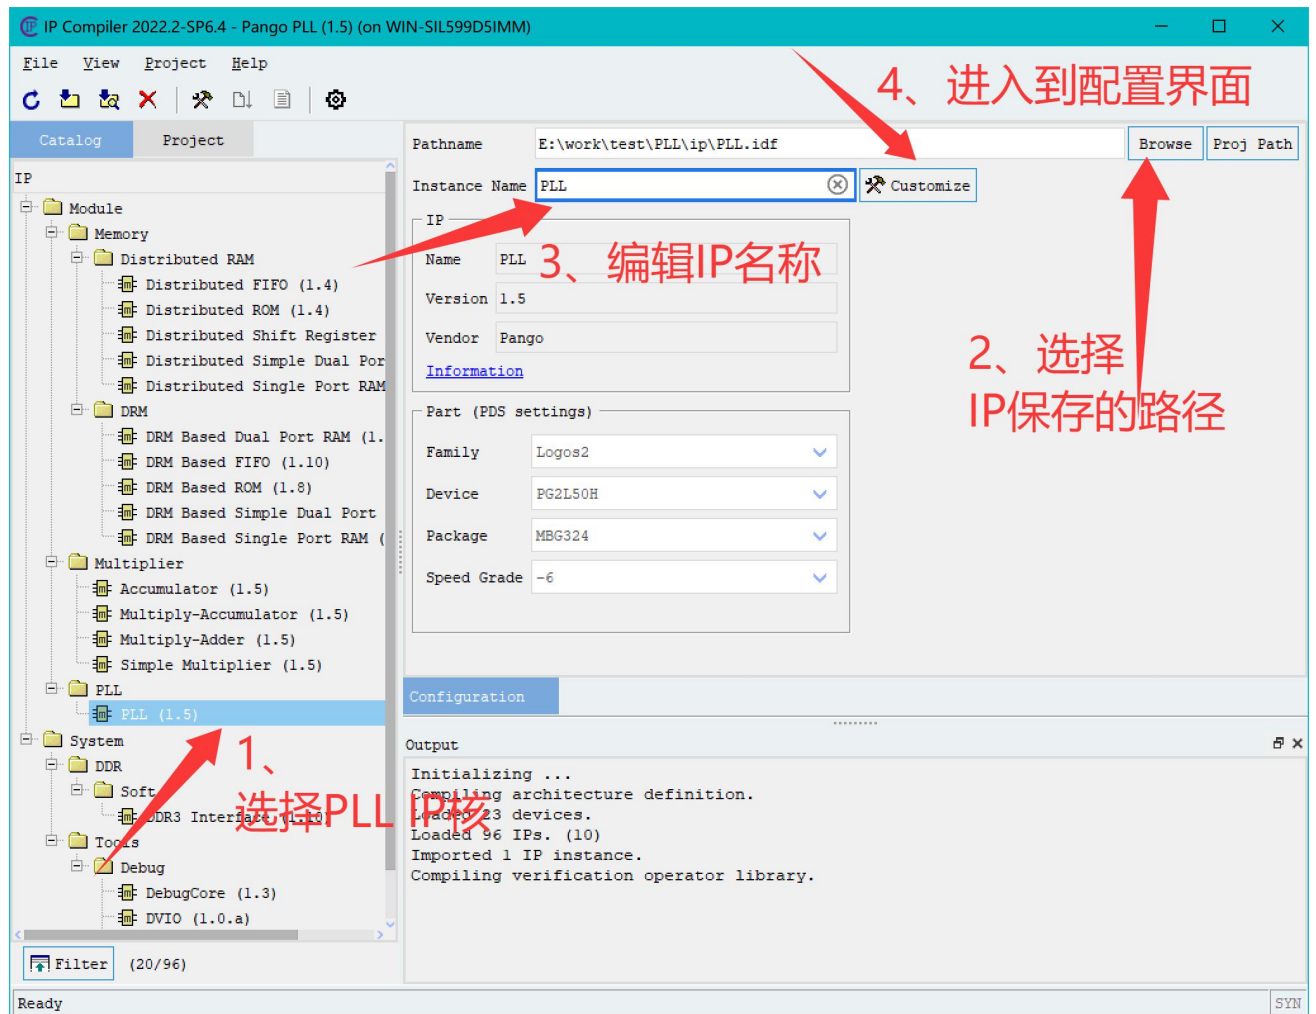 IP Compiler 2022.2-SP6.4 - Pango PLL (1.5) (on WIN-SIL599D5IMM)
File View Project Help
4、进入到配置界面
Catalog Project
Pathname E:\work\test\PLL\ip\PLL.idf Browse Proj Path
Instance Name PLL Customize
IP
Module
Memory
Distributed RAM
Distributed FIFO (1.4)
Distributed ROM (1.4)
Distributed Shift Register
Distributed Simple Dual Por
Distributed Single Port RAM
DRM
DRM Based Dual Port RAM (1.
DRM Based FIFO (1.10)
DRM Based ROM (1.8)
DRM Based Simple Dual Port
DRM Based Single Port RAM (
Multiplier
Accumulator (1.5)
Multiply-Accumulator (1.5)
Multiply-Adder (1.5)
Simple Multiplier (1.5)
PLL
PLL (1.5)
System
DDR
Soft
DDR3 Interface (1.10)
Tools
Debug
DebugCore (1.3)
DVIO (1.0.a)
Filter (20/96)
1、
选择PLL IP核
IP
Name PLL
3、编辑IP名称
Version 1.5
Vendor Pango
Information
2、选择
IP保存的路径
Part (PDS settings)
Family Logos2
Device PG2L50H
Package MBG324
Speed Grade -6
Configuration
Output
Initializing ...
Compiling architecture definition.
Loaded 23 devices.
Loaded 96 IPs. (10)
Imported 1 IP instance.
Compiling verification operator library.
Ready
SYN